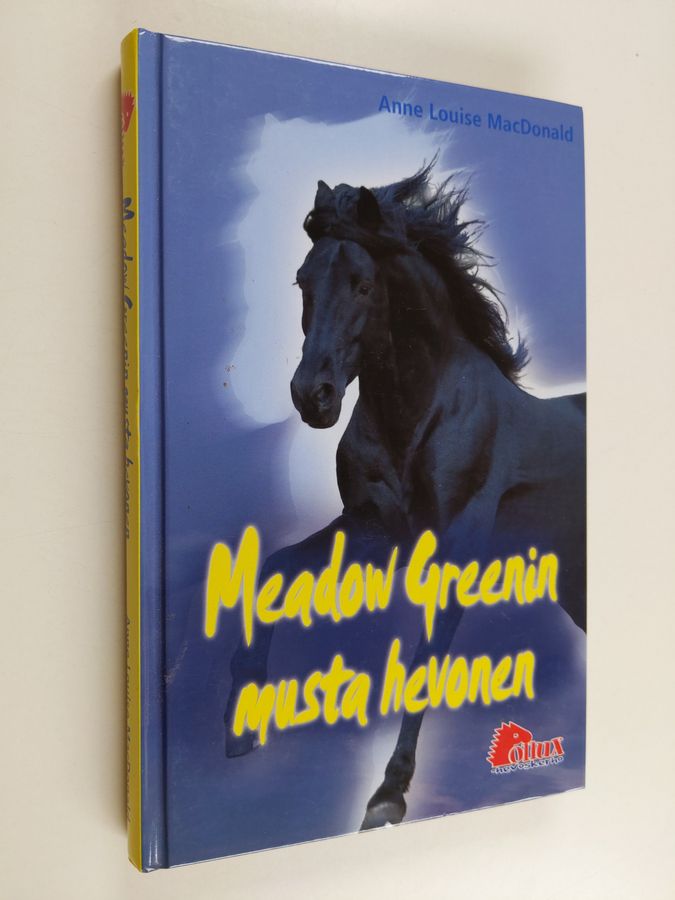 Anne Louise MacDonald
Meadow Greenin
musta hevonen
Pollux
-hevoskerho
Meadow Greenin musta hevonen
Anne Louise MacDonald